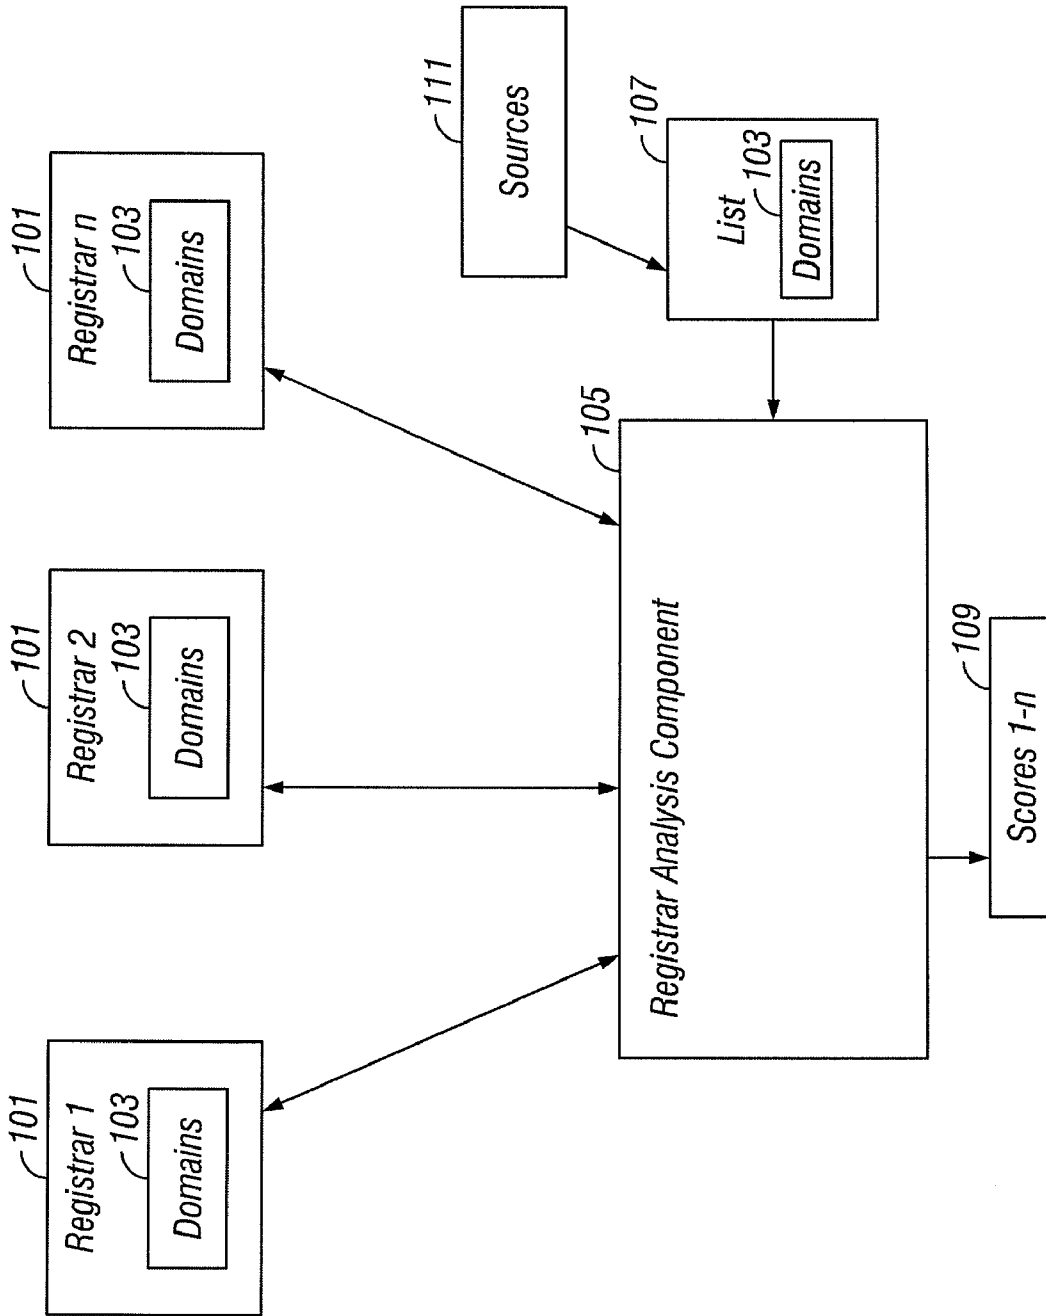 101
Registrar 1
103
Domains
101
Registrar 2
103
Domains
101
Registrar n
103
Domains
111
Sources
105
Registrar Analysis Component
107
List
103
Domains
109
Scores 1-n